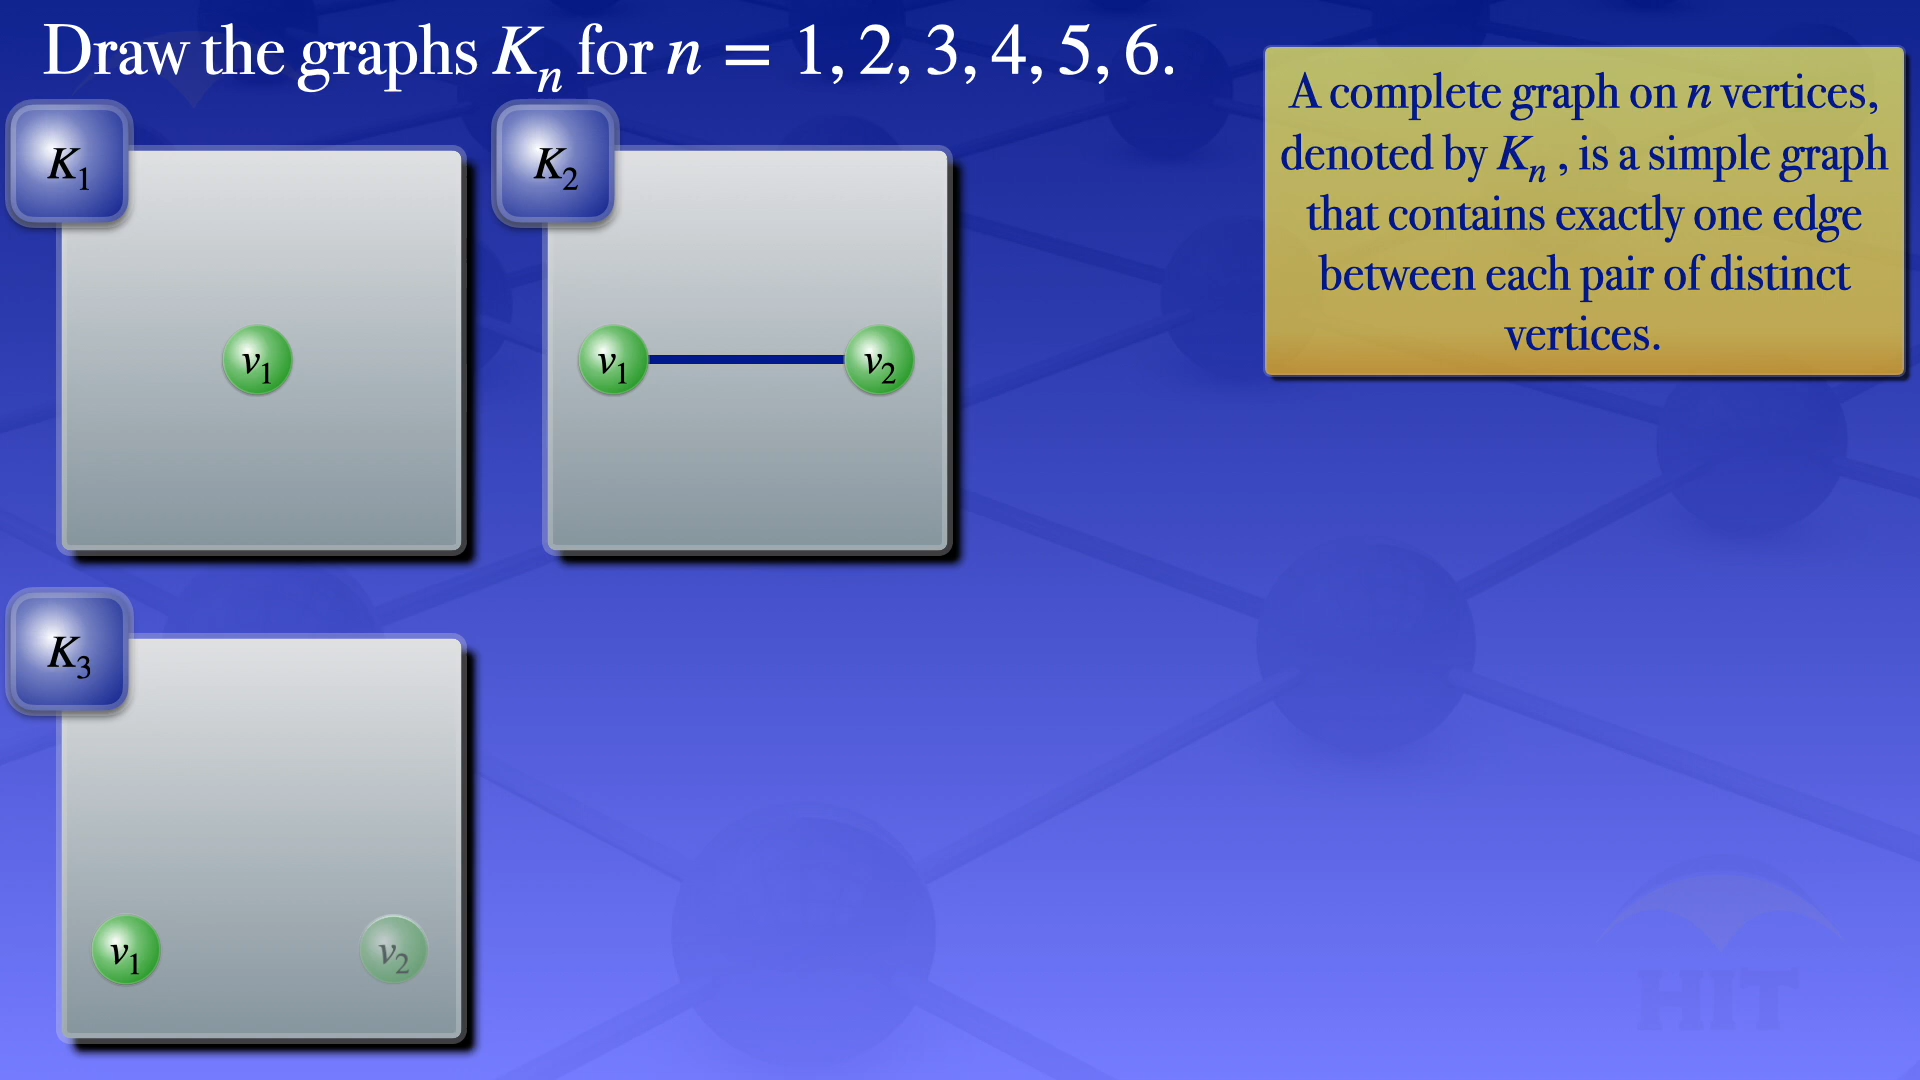 Draw the graphs Kₙ for n = 1, 2, 3, 4, 5, 6.
A complete graph on n vertices,
denoted by Kₙ , is a simple graph
that contains exactly one edge
between each pair of distinct
vertices.
K₁
v₁
K₂
v₁
v₂
K₃
v₁
v₂
HIT